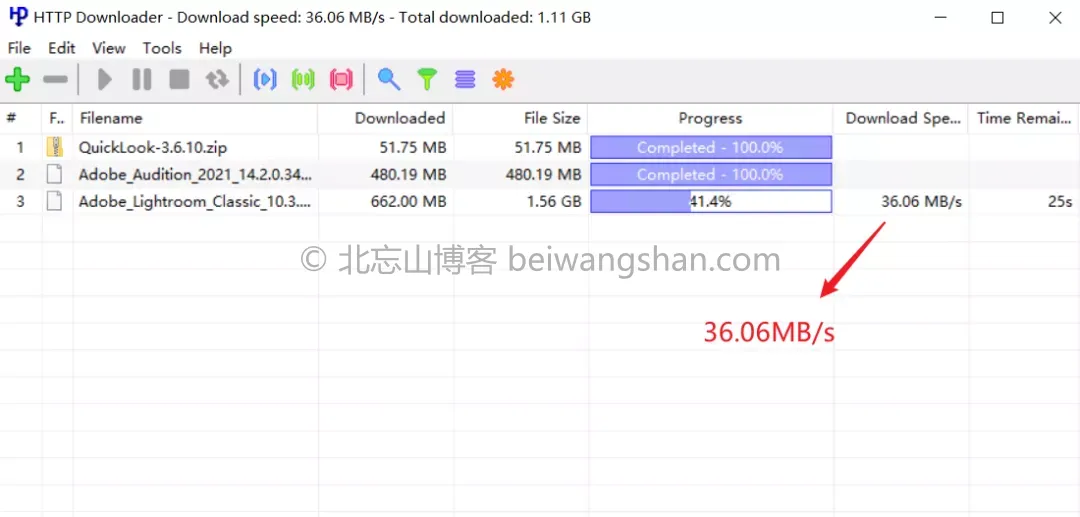 HTTP Downloader - Download speed: 36.06 MB/s - Total downloaded: 1.11 GB
File Edit View Tools Help
# F.. Filename Downloaded File Size Progress Download Spe... Time Remai...
1 QuickLook-3.6.10.zip 51.75 MB 51.75 MB Completed - 100.0%
2 Adobe_Audition_2021_14.2.0.34... 480.19 MB 480.19 MB Completed - 100.0%
3 Adobe_Lightroom_Classic_10.3.... 662.00 MB 1.56 GB 41.4% 36.06 MB/s 25s
© 北忘山博客 beiwangshan.com
36.06MB/s